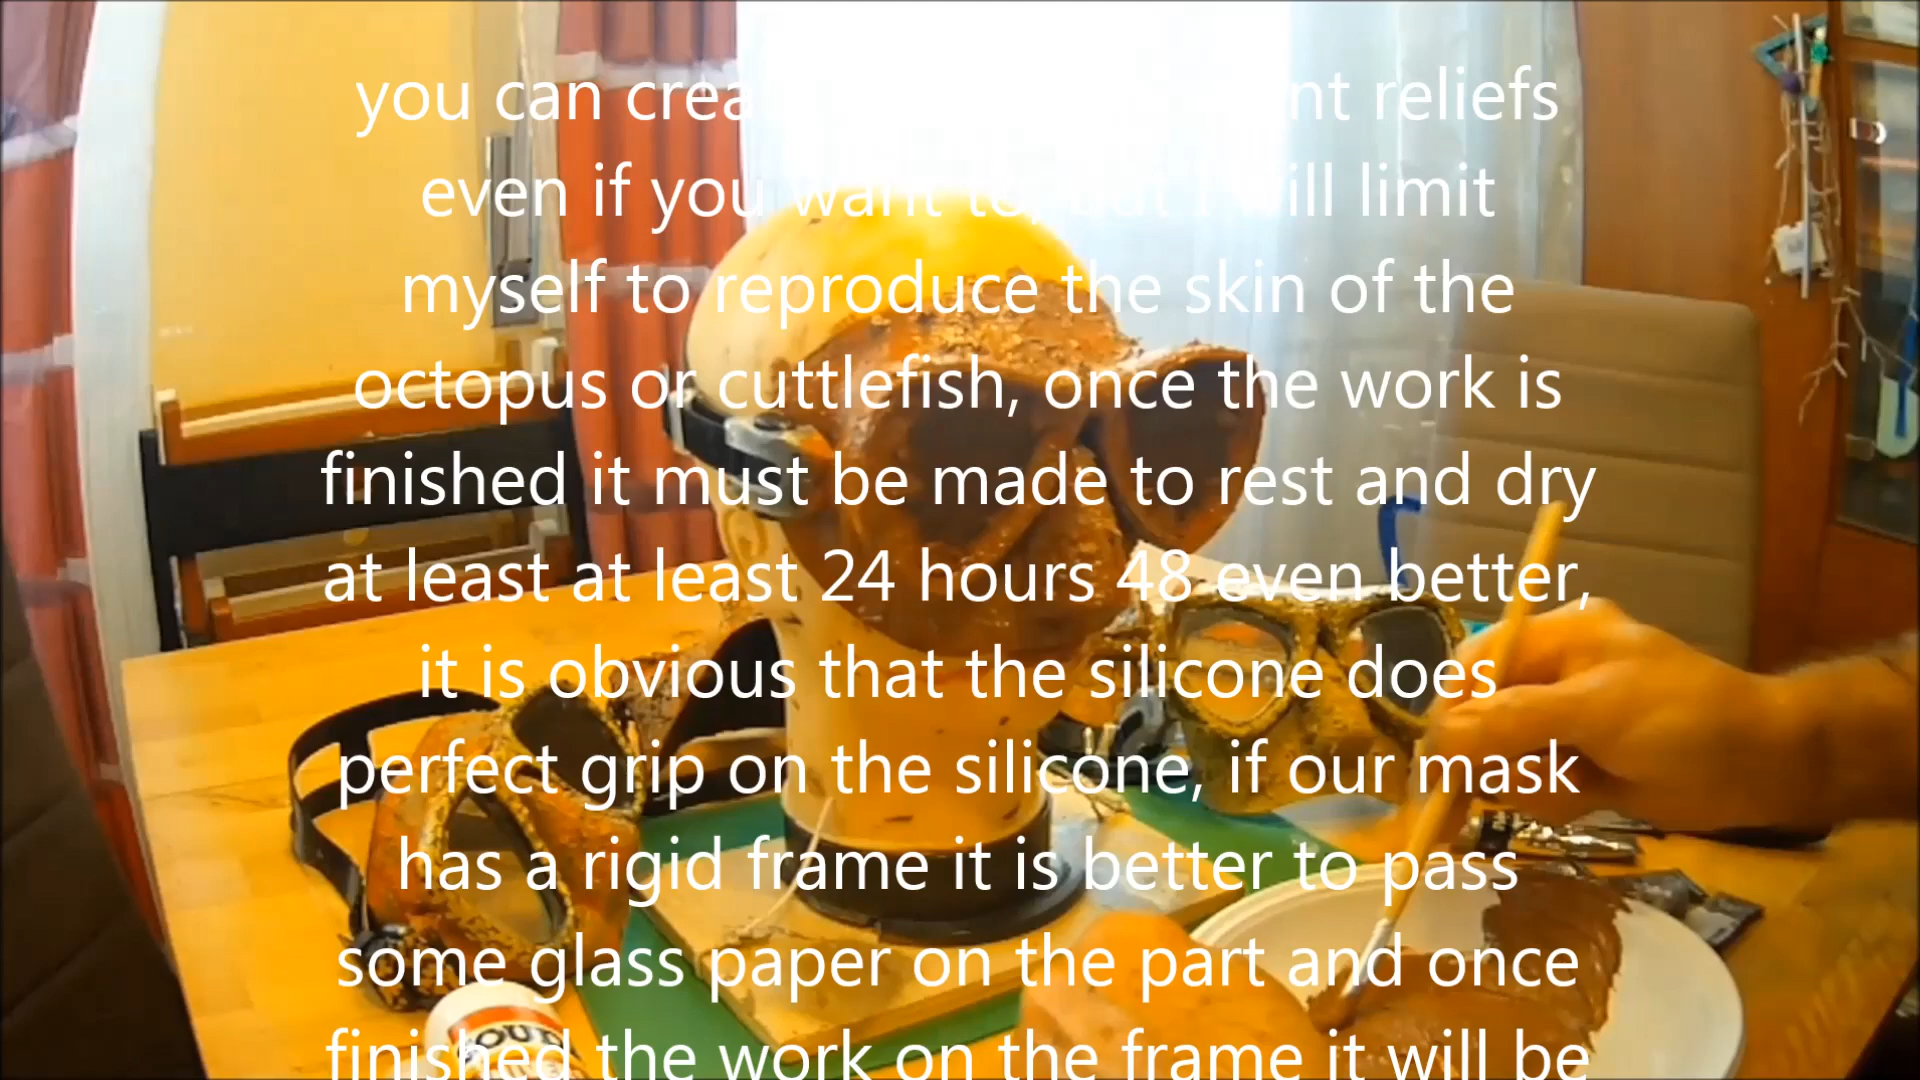 you can crea nt reliefs
even if you want to, but I will limit
myself to reproduce the skin of the
octopus or cuttlefish, once the work is
finished it must be made to rest and dry
at least at least 24 hours 48 even better,
it is obvious that the silicone does
perfect grip on the silicone, if our mask
has a rigid frame it is better to pass
some glass paper on the part and once
finished the work on the frame it will be